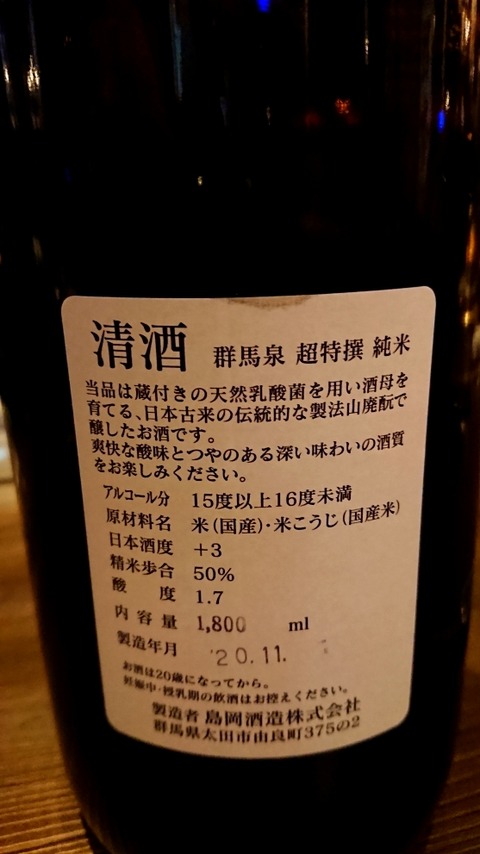 清酒 群馬泉 超特撰 純米
当品は蔵付きの天然乳酸菌を用い酒母を
育てる、日本古来の伝統的な製法山廃酛で
醸したお酒です。
爽快な酸味とつやのある深い味わいの酒質
をお楽しみください。
アルコール分 15度以上16度未満
原材料名 米(国産)・米こうじ(国産米)
日本酒度 +3
精米歩合 50%
酸度 1.7
内容量 1,800 ml
製造年月 '20.11.
お酒は20歳になってから。
妊娠中・授乳期の飲酒はお控えください。
製造者 島岡酒造株式会社
群馬県太田市由良町375の2